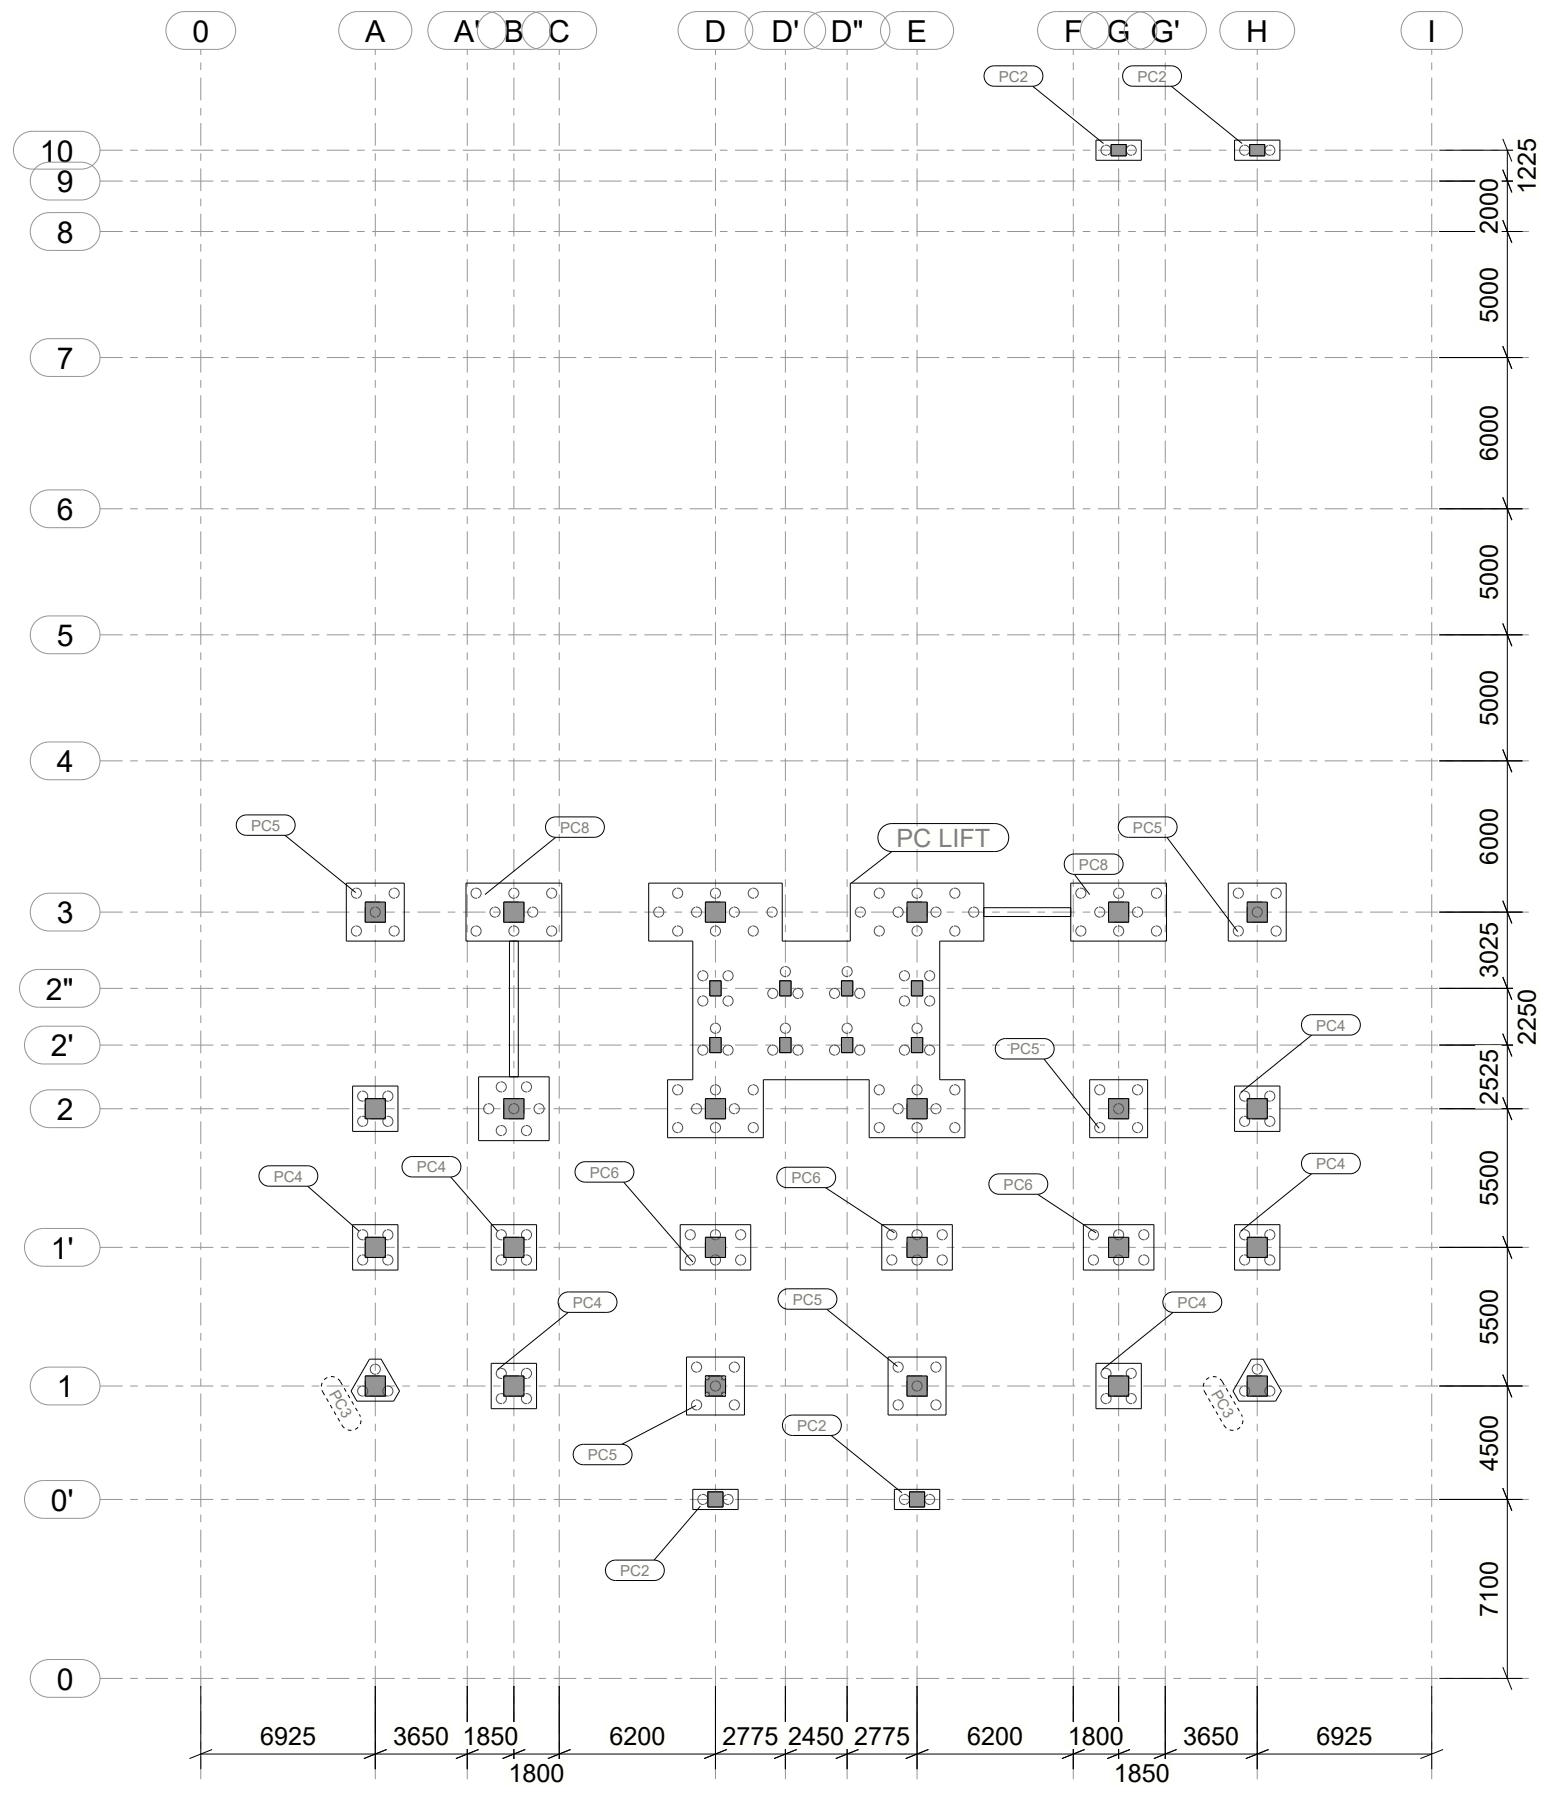 0 A A' B C D D' D" E F G G' H I
PC2 PC2
10
1225
9
2000
8
5000
7
6000
6
5000
5
5000
4
6000
PC5 PC8 PC LIFT PC5
PC8
3
3025
2"
2250
PC4
2'
PC5
2525
2
5500
PC4 PC4 PC6 PC6 PC6 PC4
1'
5500
PC4 PC5 PC4
1
PC3 PC3
4500
PC2
PC5
0'
PC2
7100
0
6925 3650 1850 6200 2775 2450 2775 6200 1800 3650 6925
1800 1850